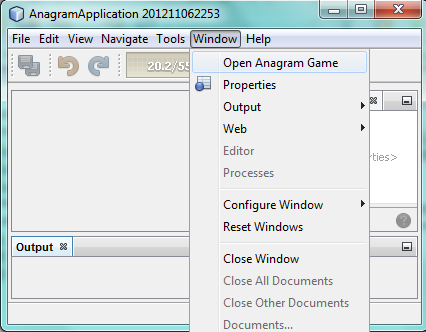 AnagramApplication 201211062253
File Edit View Navigate Tools Window Help
20.2/55
Open Anagram Game
Properties
Output
Web
Editor
Processes
Configure Window
Reset Windows
Close Window
Close All Documents
Close Other Documents
Documents...
Output
?